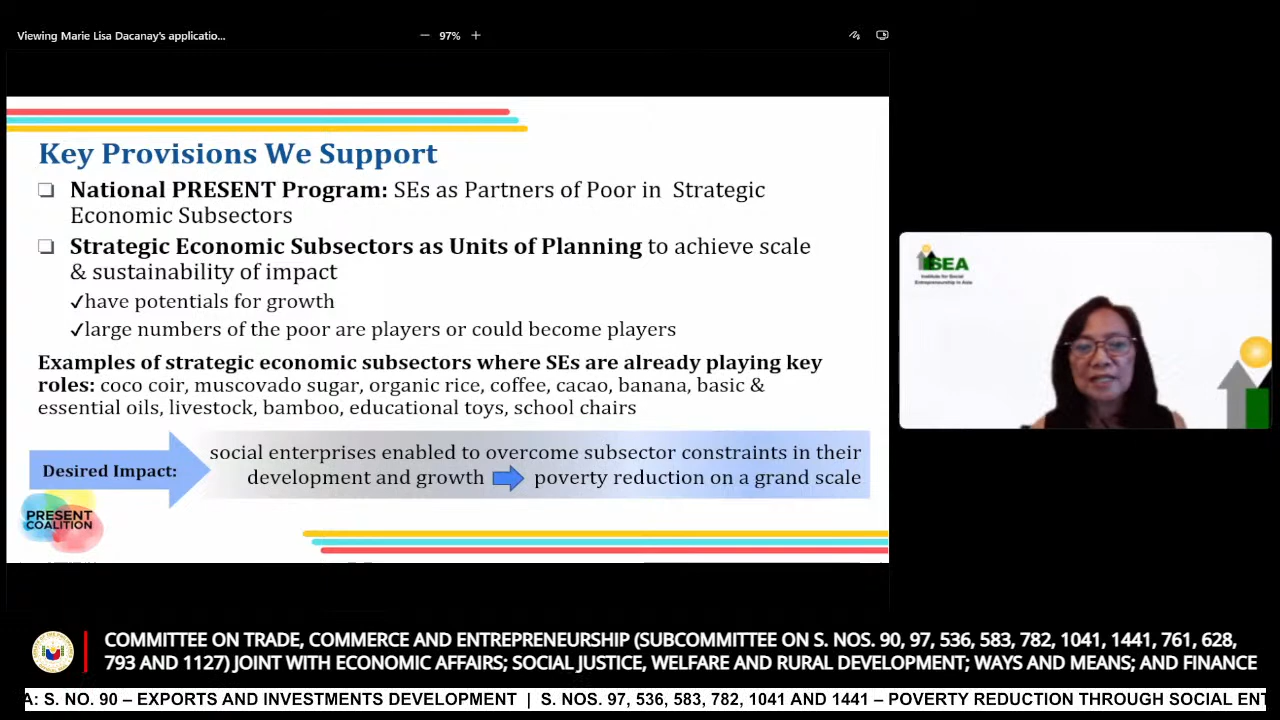 Viewing Marie Lisa Dacanay's applicatio...
97%
Key Provisions We Support
National PRESENT Program: SEs as Partners of Poor in Strategic
Economic Subsectors
Strategic Economic Subsectors as Units of Planning to achieve scale
& sustainability of impact
✓have potentials for growth
✓large numbers of the poor are players or could become players
Examples of strategic economic subsectors where SEs are already playing key
roles: coco coir, muscovado sugar, organic rice, coffee, cacao, banana, basic &
essential oils, livestock, bamboo, educational toys, school chairs
Desired Impact:
social enterprises enabled to overcome subsector constraints in their
development and growth poverty reduction on a grand scale
PRESENT
COALITION
ISEA
Institute for Social
Entrepreneurship in Asia
COMMITTEE ON TRADE, COMMERCE AND ENTREPRENEURSHIP (SUBCOMMITTEE ON S. NOS. 90, 97, 536, 583, 782, 1041, 1441, 761, 628,
793 AND 1127) JOINT WITH ECONOMIC AFFAIRS; SOCIAL JUSTICE, WELFARE AND RURAL DEVELOPMENT; WAYS AND MEANS; AND FINANCE
A: S. NO. 90 – EXPORTS AND INVESTMENTS DEVELOPMENT | S. NOS. 97, 536, 583, 782, 1041 AND 1441 – POVERTY REDUCTION THROUGH SOCIAL ENT